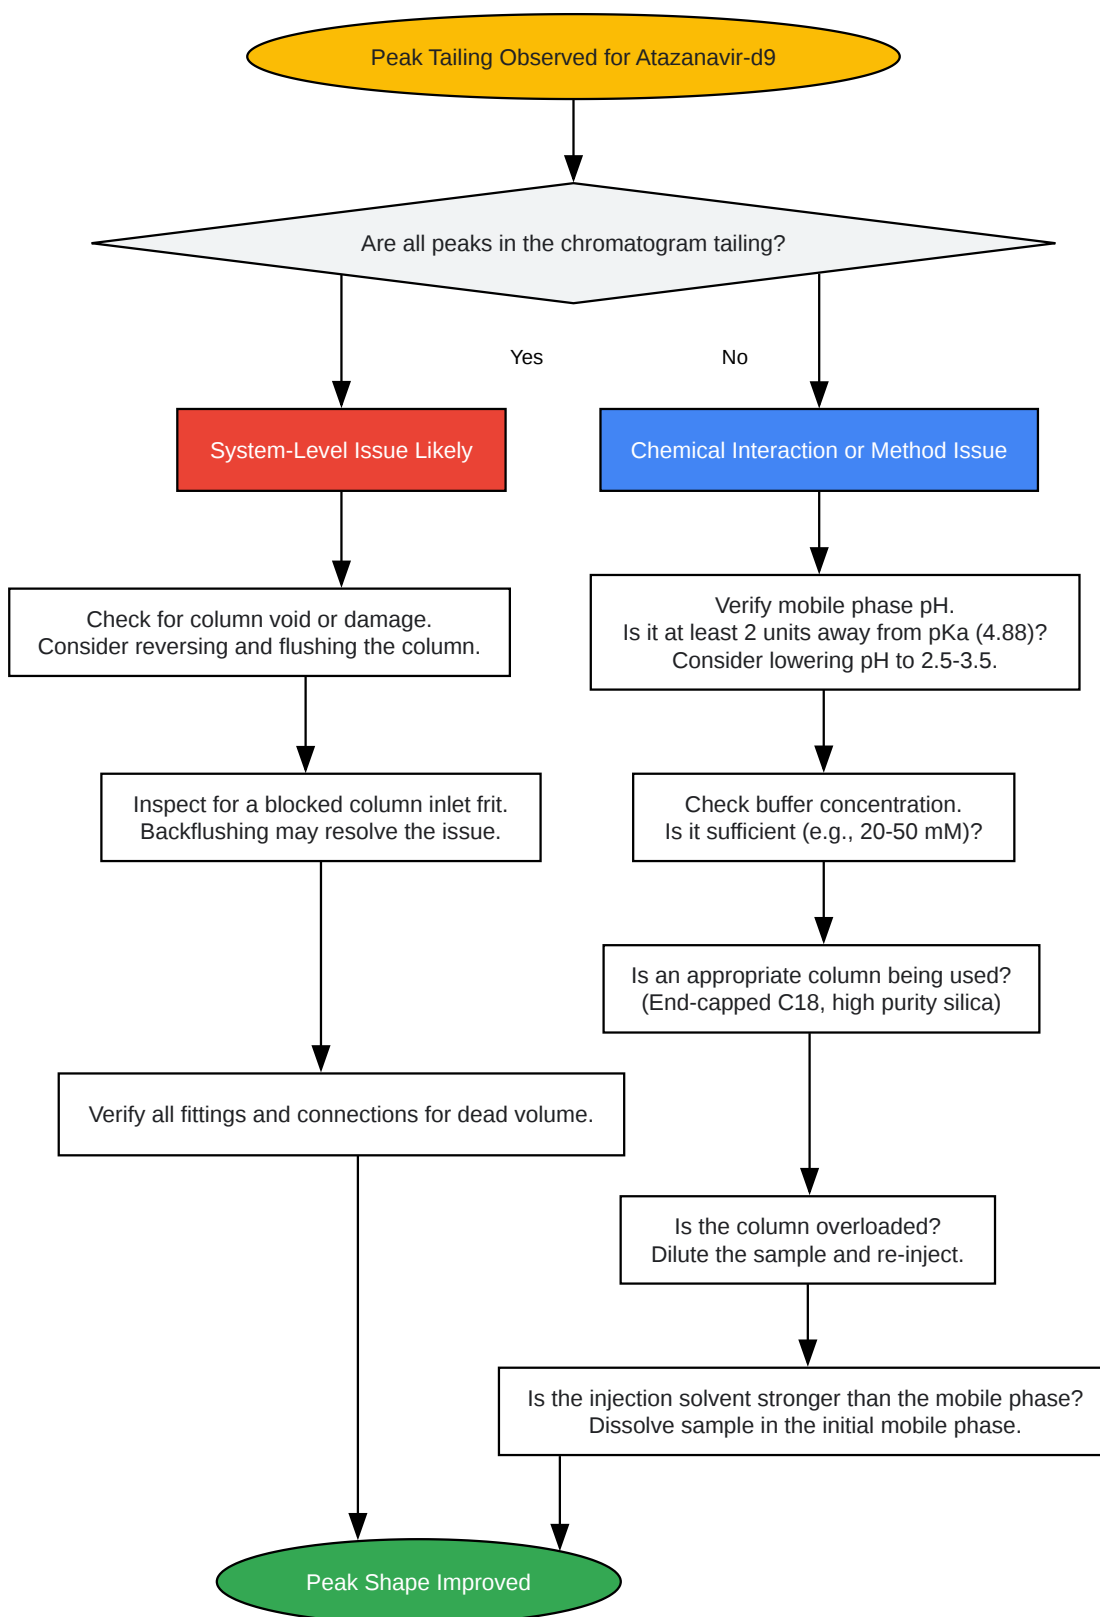 Peak Tailing Observed for Atazanavir-d9
Are all peaks in the chromatogram tailing?
Yes
No
System-Level Issue Likely
Chemical Interaction or Method Issue
Check for column void or damage.
Consider reversing and flushing the column.
Verify mobile phase pH.
Is it at least 2 units away from pKa (4.88)?
Consider lowering pH to 2.5-3.5.
Inspect for a blocked column inlet frit.
Backflushing may resolve the issue.
Check buffer concentration.
Is it sufficient (e.g., 20-50 mM)?
Is an appropriate column being used?
(End-capped C18, high purity silica)
Verify all fittings and connections for dead volume.
Is the column overloaded?
Dilute the sample and re-inject.
Is the injection solvent stronger than the mobile phase?
Dissolve sample in the initial mobile phase.
Peak Shape Improved